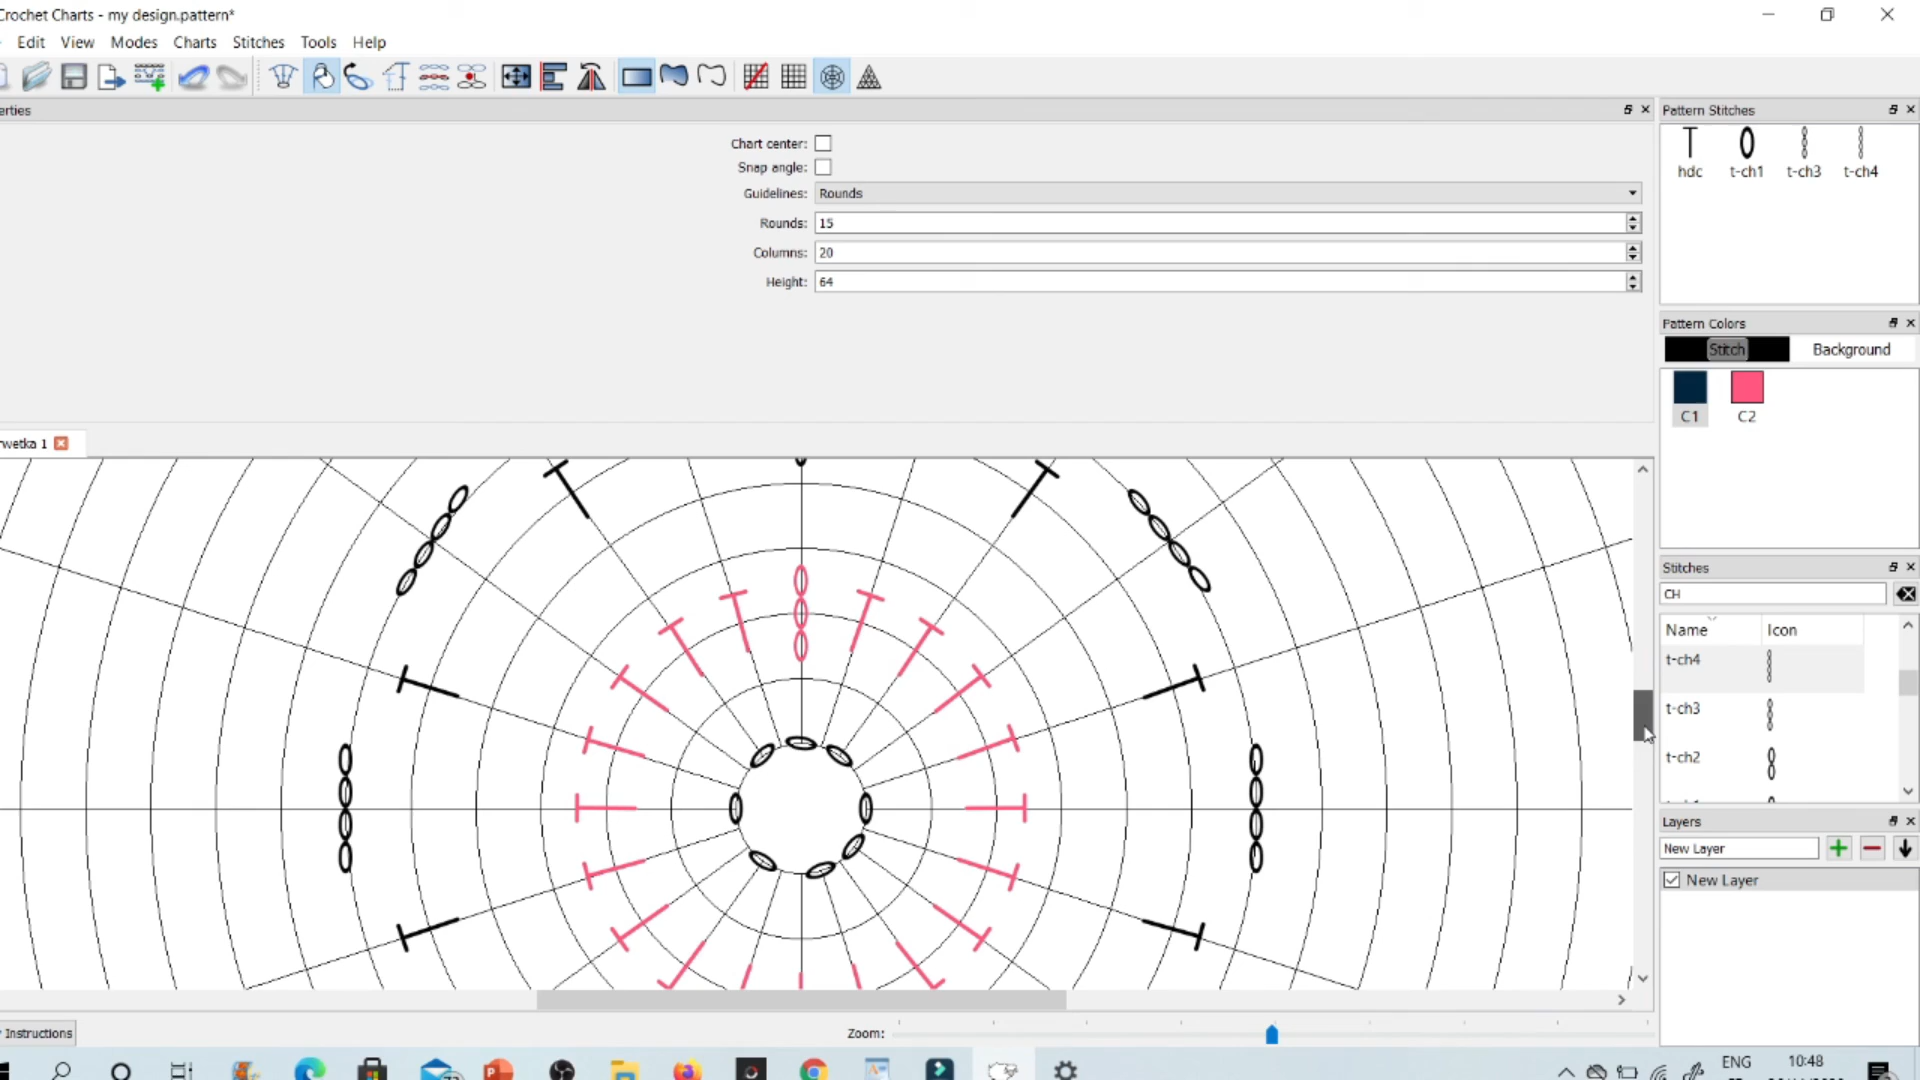 Crochet Charts - my design.pattern*
Edit View Modes Charts Stitches Tools Help
erties
Pattern Stitches
Chart center:
Snap angle:
Guidelines: Rounds
Rounds: 15
Columns: 20
Height: 64
hdc t-ch1 t-ch3 t-ch4
Pattern Colors
Stitch Background
C1 C2
rwetka 1
Stitches
CH
Name Icon
t-ch4
t-ch3
t-ch2
Layers
New Layer
New Layer
Instructions
Zoom:
ENG 10:48